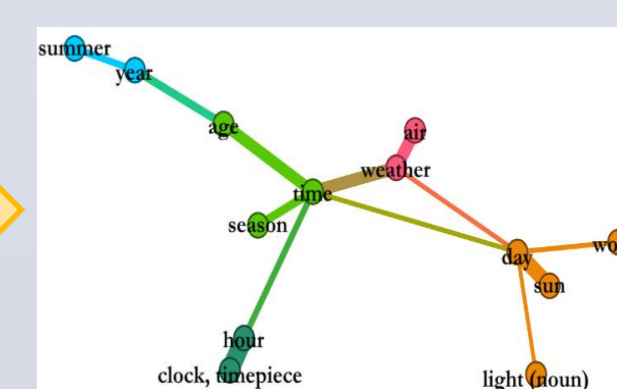 summer
year
age
air
weather
time
season
day
sun
hour
clock, timepiece
light (noun)